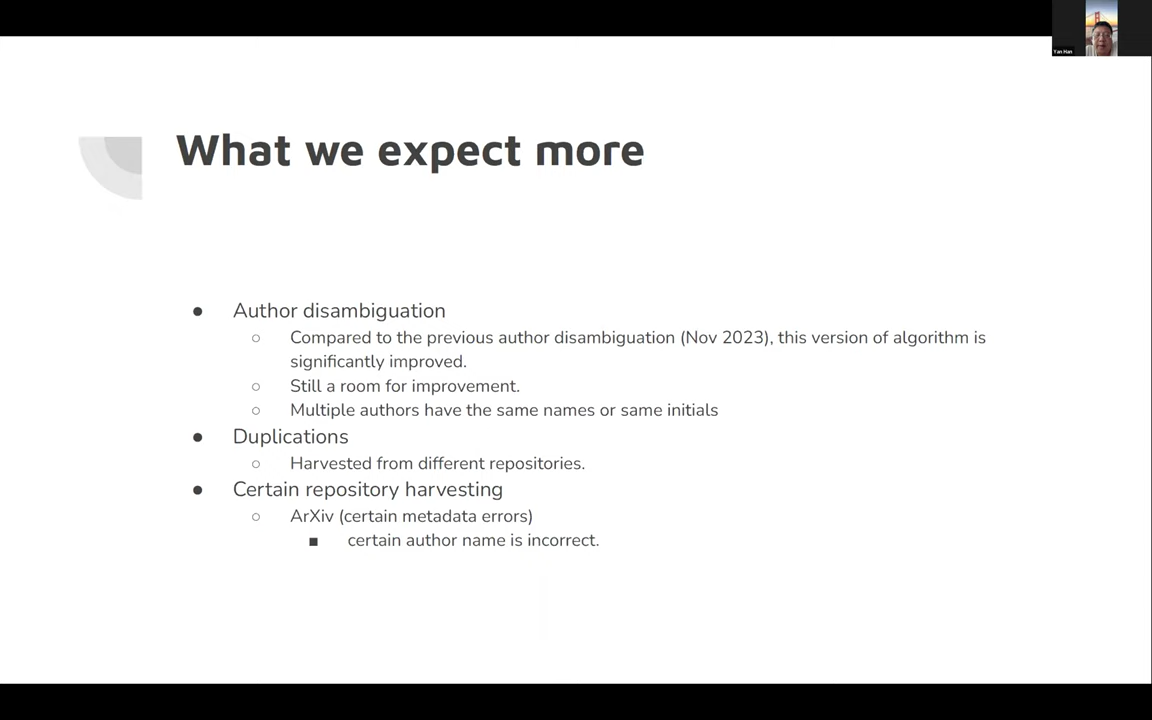 Yan Han
What we expect more
● Author disambiguation
○ Compared to the previous author disambiguation (Nov 2023), this version of algorithm is
significantly improved.
○ Still a room for improvement.
○ Multiple authors have the same names or same initials
● Duplications
○ Harvested from different repositories.
● Certain repository harvesting
○ ArXiv (certain metadata errors)
■ certain author name is incorrect.